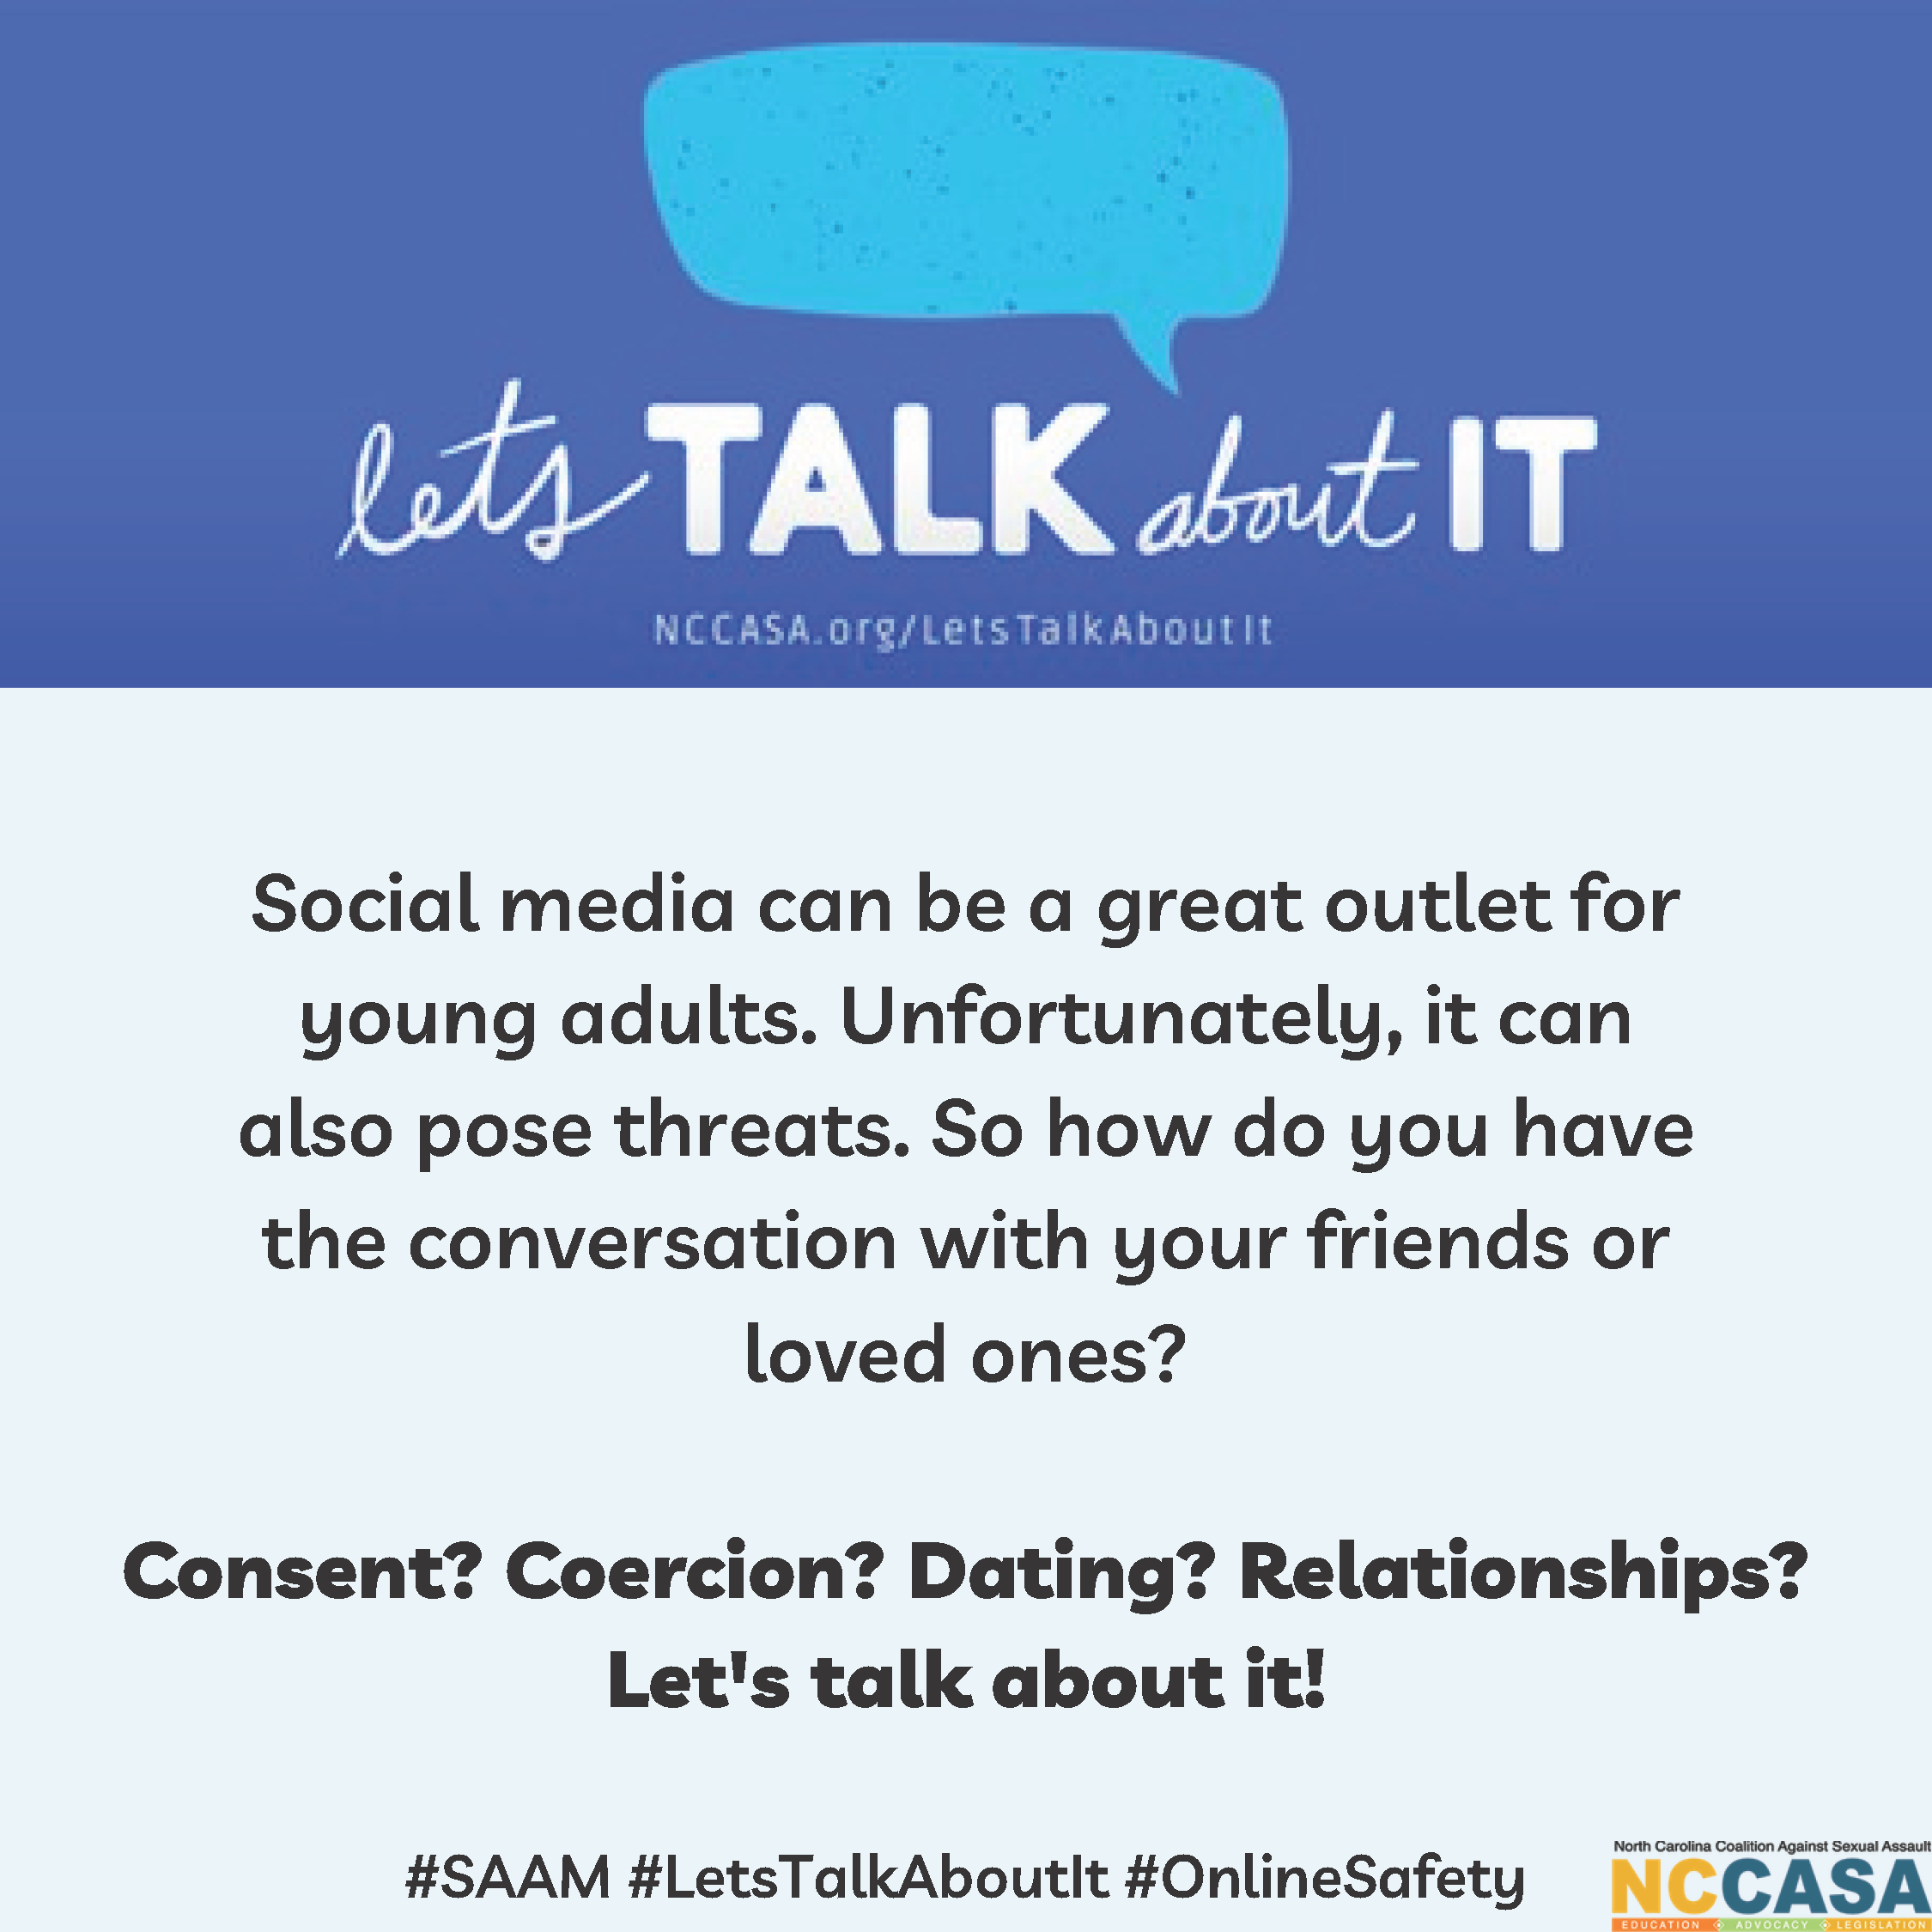 lets TALK about IT
NCCASA.org/LetsTalkAboutIt
Social media can be a great outlet for
young adults. Unfortunately, it can
also pose threats. So how do you have
the conversation with your friends or
loved ones?
Consent? Coercion? Dating? Relationships?
Let's talk about it!
#SAAM #LetsTalkAboutIt #OnlineSafety
North Carolina Coalition Against Sexual Assault
NCCASA
EDUCATION ADVOCACY LEGISLATION